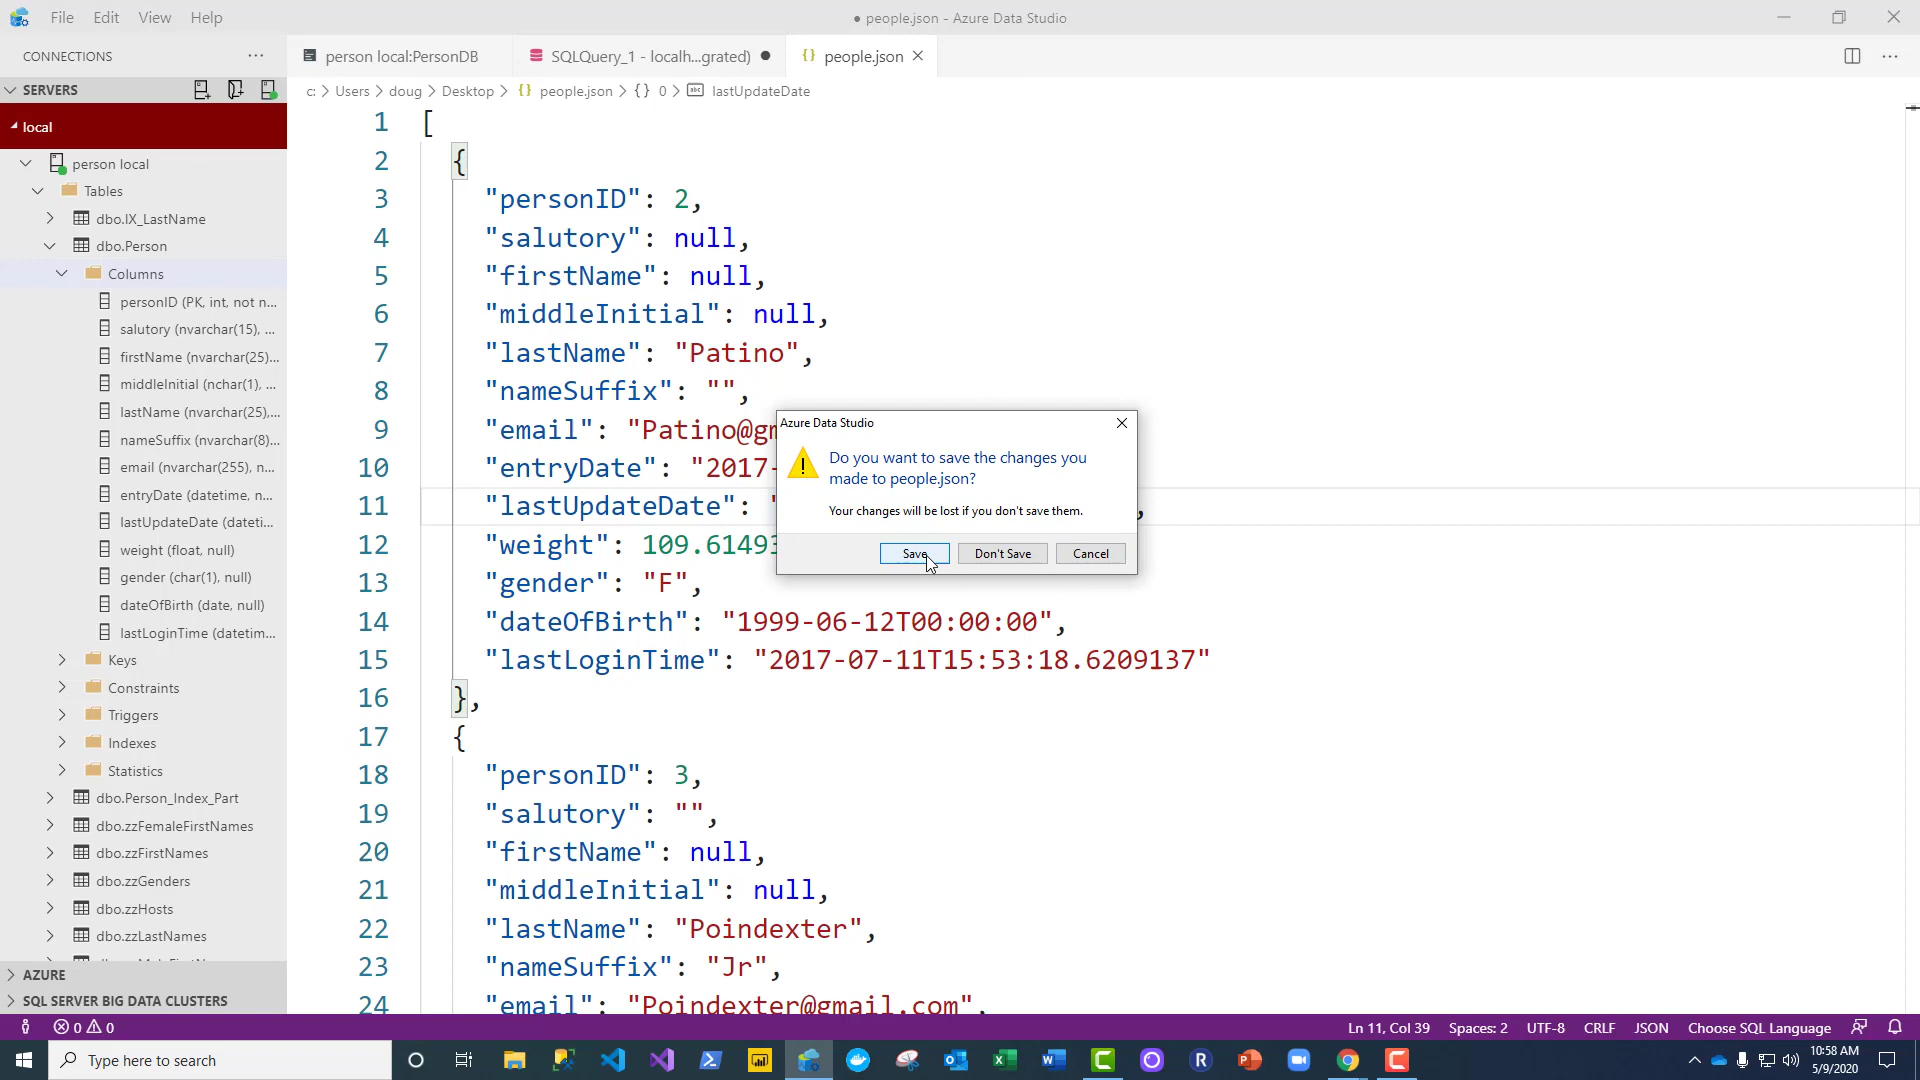 File Edit View Help
● people.json - Azure Data Studio
CONNECTIONS ···
person local:PersonDB
SQLQuery_1 - localh...grated) ●
people.json
SERVERS
c: > Users > doug > Desktop > {} people.json > {} 0 > abc lastUpdateDate
local
person local
Tables
dbo.IX_LastName
dbo.Person
Columns
personID (PK, int, not n...
salutory (nvarchar(15), ...
firstName (nvarchar(25)...
middleInitial (nchar(1), ...
lastName (nvarchar(25),...
nameSuffix (nvarchar(8)...
email (nvarchar(255), n...
entryDate (datetime, n...
lastUpdateDate (dateti...
weight (float, null)
gender (char(1), null)
dateOfBirth (date, null)
lastLoginTime (datetim...
Keys
Constraints
Triggers
Indexes
Statistics
dbo.Person_Index_Part
dbo.zzFemaleFirstNames
dbo.zzFirstNames
dbo.zzGenders
dbo.zzHosts
dbo.zzLastNames
AZURE
SQL SERVER BIG DATA CLUSTERS
1 [
2 {
3 "personID": 2,
4 "salutory": null,
5 "firstName": null,
6 "middleInitial": null,
7 "lastName": "Patino",
8 "nameSuffix": "",
9 "email": "Patino@gm
10 "entryDate": "2017-
11 "lastUpdateDate": " ,
12 "weight": 109.6149
13 "gender": "F",
14 "dateOfBirth": "1999-06-12T00:00:00",
15 "lastLoginTime": "2017-07-11T15:53:18.6209137"
16 },
17 {
18 "personID": 3,
19 "salutory": "",
20 "firstName": null,
21 "middleInitial": null,
22 "lastName": "Poindexter",
23 "nameSuffix": "Jr",
24 "email": "Poindexter@gmail.com",
Azure Data Studio
Do you want to save the changes you
made to people.json?
Your changes will be lost if you don't save them.
Save Don't Save Cancel
0 0
Ln 11, Col 39 Spaces: 2 UTF-8 CRLF JSON Choose SQL Language
Type here to search
10:58 AM
5/9/2020